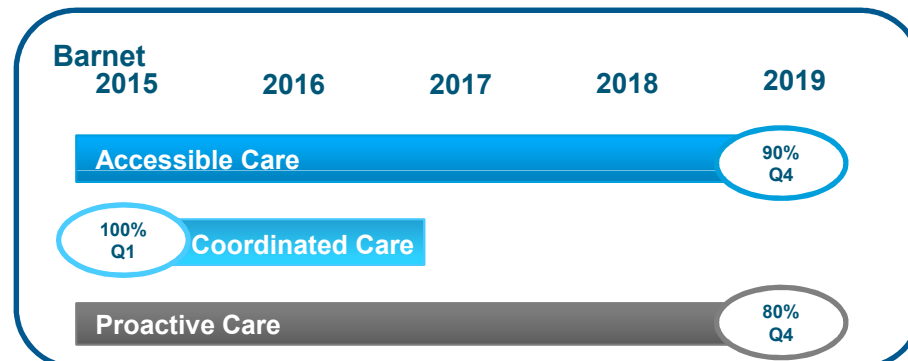 Barnet
2015 2016 2017 2018 2019
Accessible Care
90%
Q4
100%
Q1
Coordinated Care
Proactive Care
80%
Q4